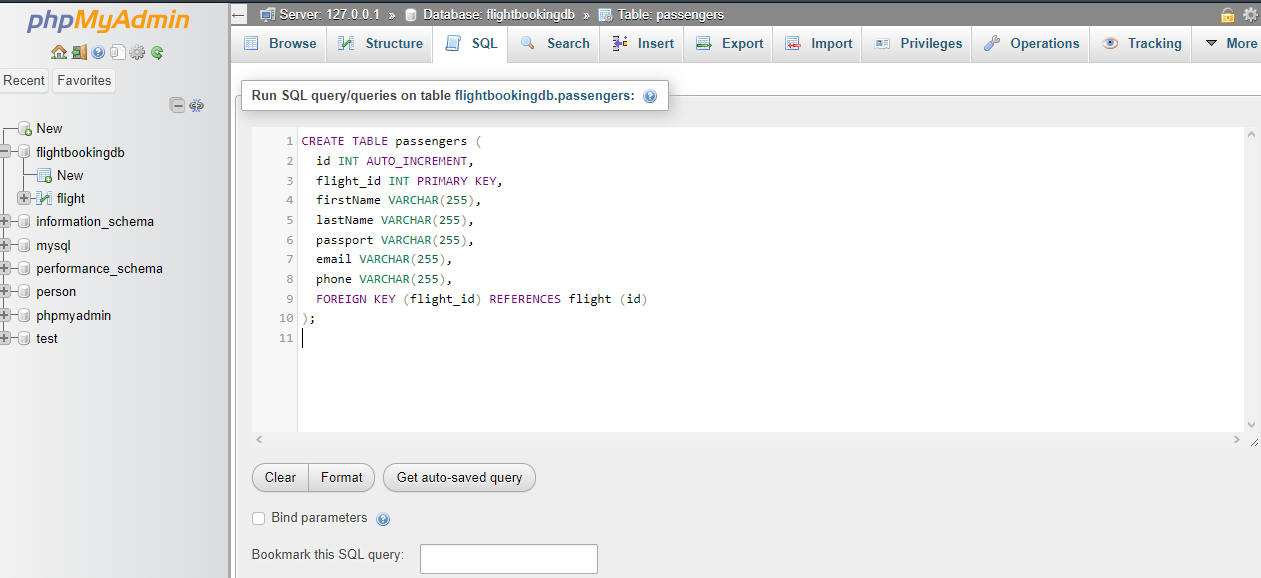 phpMyAdmin
Recent Favorites
New
flightbookingdb
New
flight
information_schema
mysql
performance_schema
person
phpmyadmin
test
Server: 127.0.0.1 » Database: flightbookingdb » Table: passengers
Browse Structure SQL Search Insert Export Import Privileges Operations Tracking More
Run SQL query/queries on table flightbookingdb.passengers:
1 CREATE TABLE passengers (
2 id INT AUTO_INCREMENT,
3 flight_id INT PRIMARY KEY,
4 firstName VARCHAR(255),
5 lastName VARCHAR(255),
6 passport VARCHAR(255),
7 email VARCHAR(255),
8 phone VARCHAR(255),
9 FOREIGN KEY (flight_id) REFERENCES flight (id)
10 );
11
Clear Format Get auto-saved query
Bind parameters
Bookmark this SQL query: